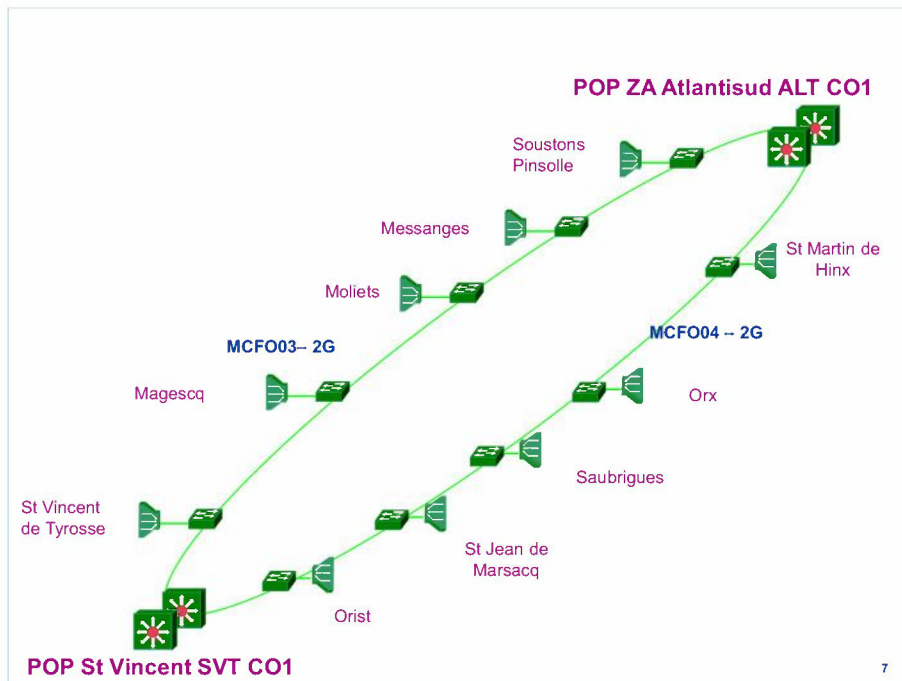 POP ZA Atlantisud ALT CO1
Soustons
Pinsolle
Messanges
St Martin de
Hinx
Moliets
MCFO03– 2G
MCFO04 – 2G
Magescq
Orx
Saubrigues
St Vincent
de Tyrosse
St Jean de
Marsacq
Orist
POP St Vincent SVT CO1
7